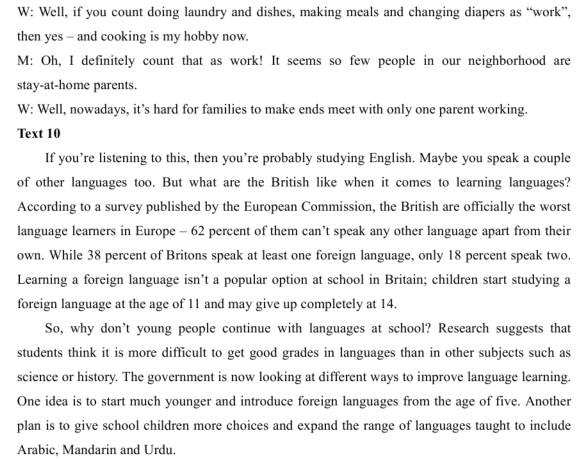 W: Well, if you count doing laundry and dishes, making meals and changing diapers as “work”,
then yes – and cooking is my hobby now.
M: Oh, I definitely count that as work! It seems so few people in our neighborhood are
stay-at-home parents.
W: Well, nowadays, it’s hard for families to make ends meet with only one parent working.
Text 10
If you’re listening to this, then you’re probably studying English. Maybe you speak a couple
of other languages too. But what are the British like when it comes to learning languages?
According to a survey published by the European Commission, the British are officially the worst
language learners in Europe – 62 percent of them can’t speak any other language apart from their
own. While 38 percent of Britons speak at least one foreign language, only 18 percent speak two.
Learning a foreign language isn’t a popular option at school in Britain; children start studying a
foreign language at the age of 11 and may give up completely at 14.
So, why don’t young people continue with languages at school? Research suggests that
students think it is more difficult to get good grades in languages than in other subjects such as
science or history. The government is now looking at different ways to improve language learning.
One idea is to start much younger and introduce foreign languages from the age of five. Another
plan is to give school children more choices and expand the range of languages taught to include
Arabic, Mandarin and Urdu.